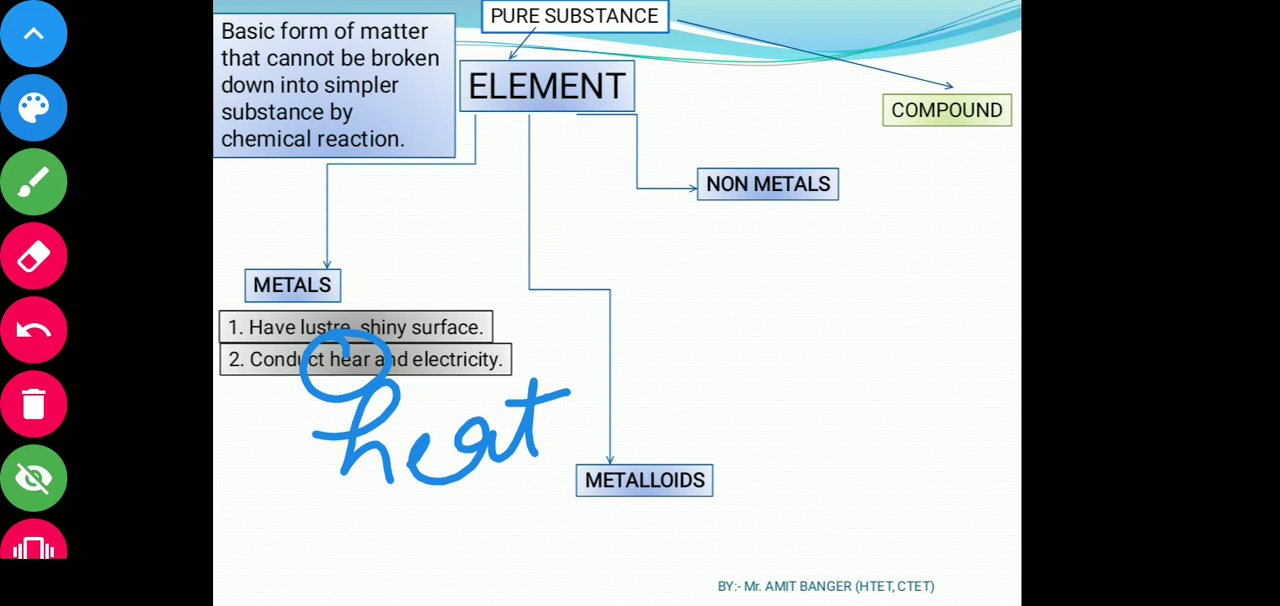 PURE SUBSTANCE
Basic form of matter
that cannot be broken
down into simpler
substance by
chemical reaction.
ELEMENT
COMPOUND
NON METALS
METALS
1. Have lustre, shiny surface.
2. Conduct hear and electricity.
heat
METALLOIDS
BY:- Mr. AMIT BANGER (HTET, CTET)